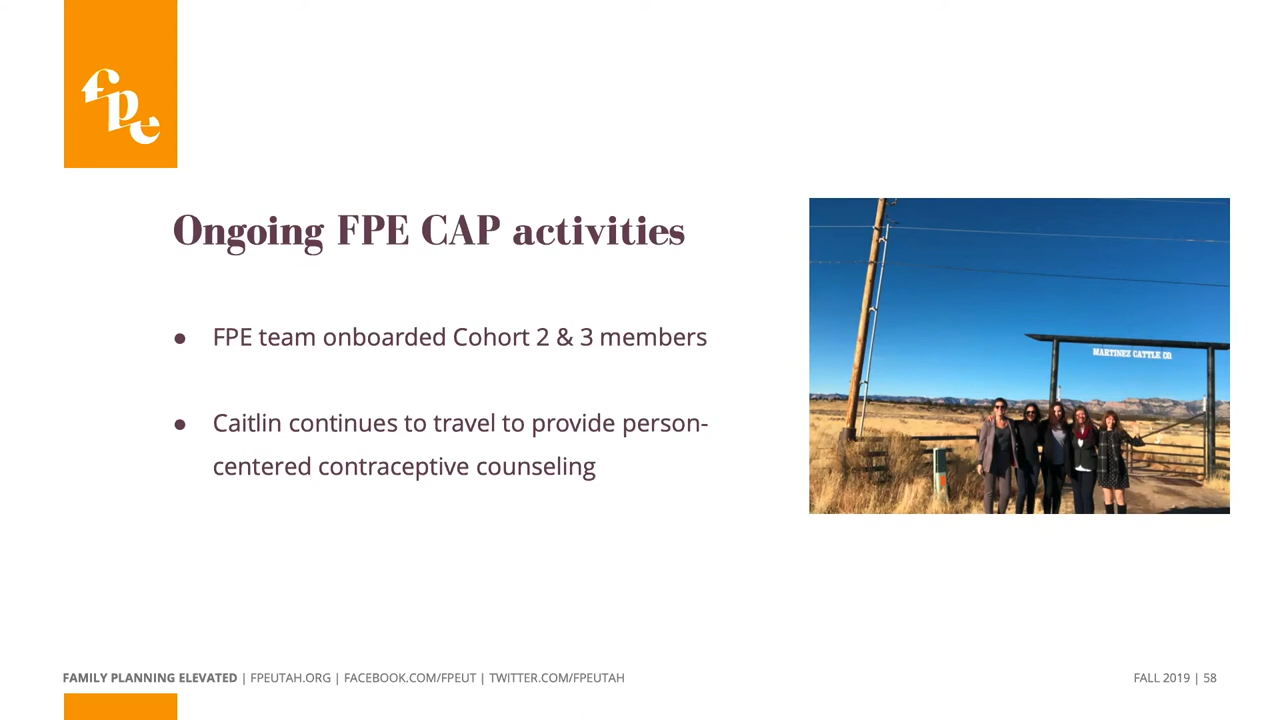 fpe
Ongoing FPE CAP activities
● FPE team onboarded Cohort 2 & 3 members
● Caitlin continues to travel to provide person-
centered contraceptive counseling
MARTINEZ CATTLE CO
FAMILY PLANNING ELEVATED | FPEUTAH.ORG | FACEBOOK.COM/FPEUT | TWITTER.COM/FPEUTAH
FALL 2019 | 58